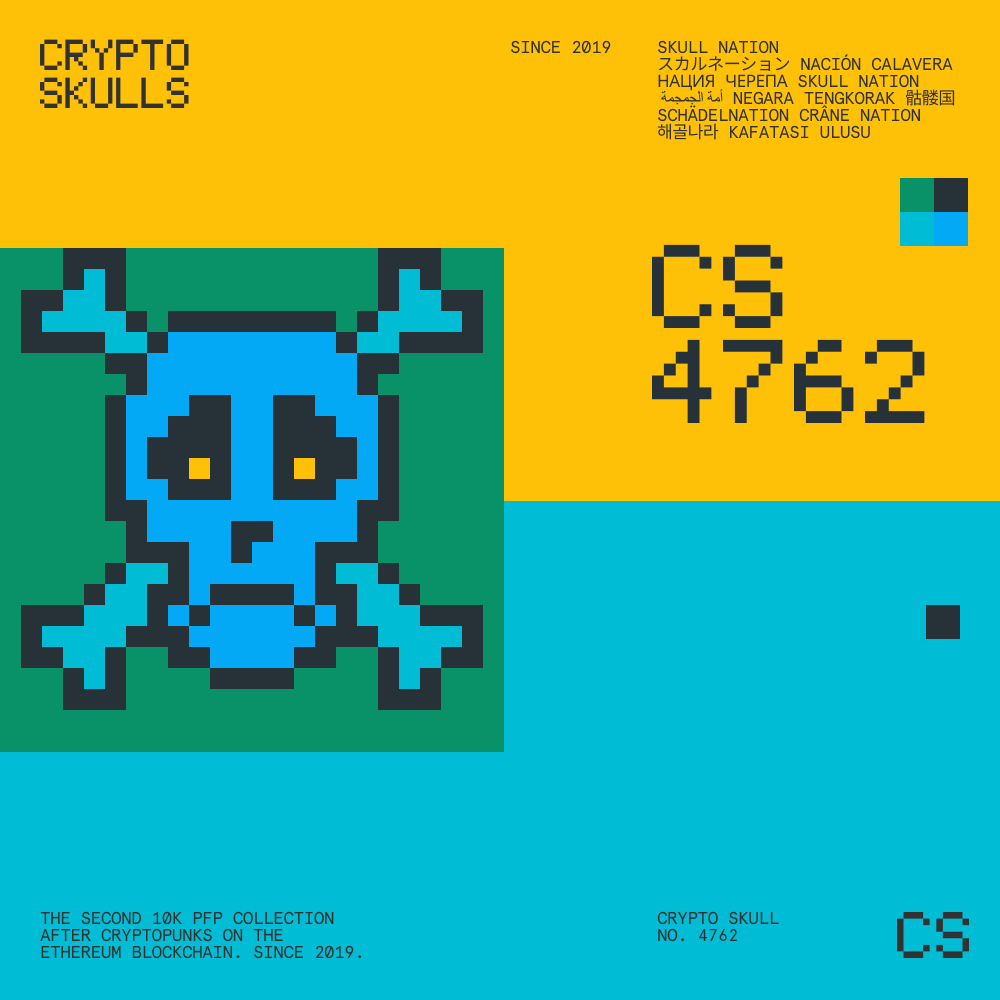 CRYPTO
SKULLS
SINCE 2019
SKULL NATION
スカルネーション NACIÓN CALAVERA
НАЦИЯ ЧЕРЕПА SKULL NATION
أمة الجمجمة NEGARA TENGKORAK 骷髅国
SCHÄDELNATION CRÂNE NATION
해골나라 KAFATASI ULUSU
CS
4762
THE SECOND 10K PFP COLLECTION
AFTER CRYPTOPUNKS ON THE
ETHEREUM BLOCKCHAIN. SINCE 2019.
CRYPTO SKULL
NO. 4762
CS